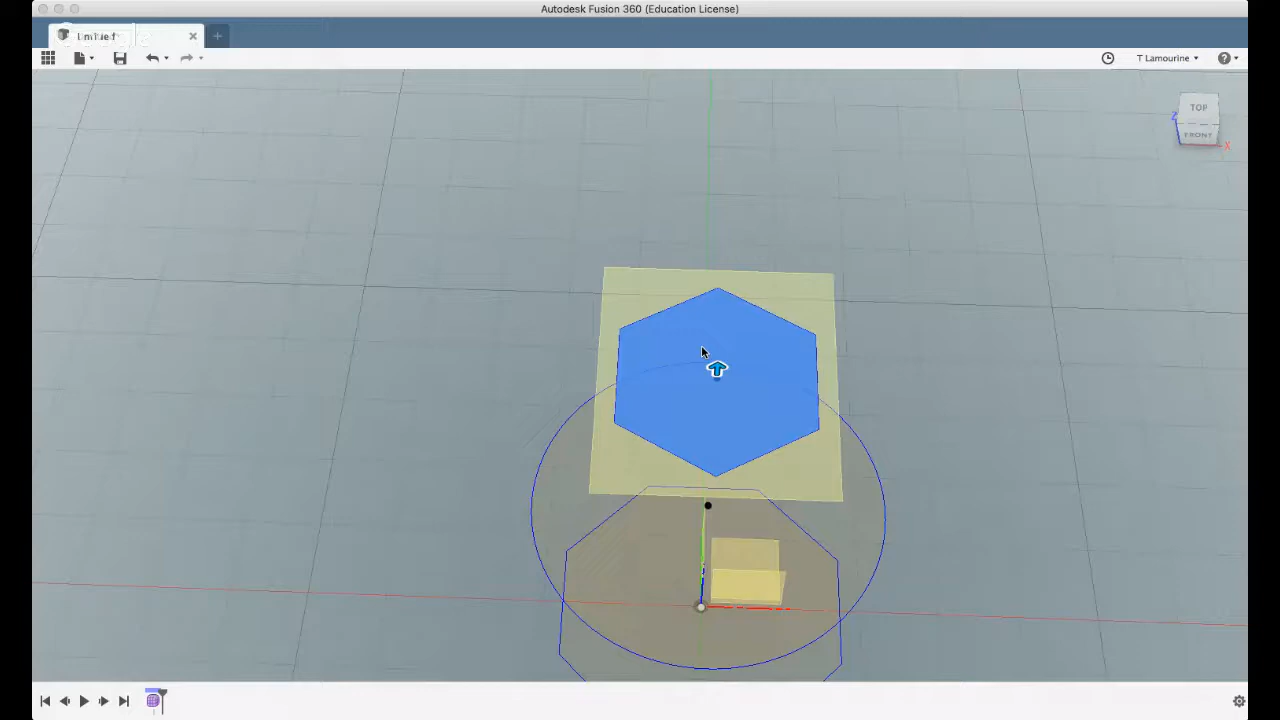 Autodesk Fusion 360 (Education License)
T Lamourine
TOP
FRONT
Z
X